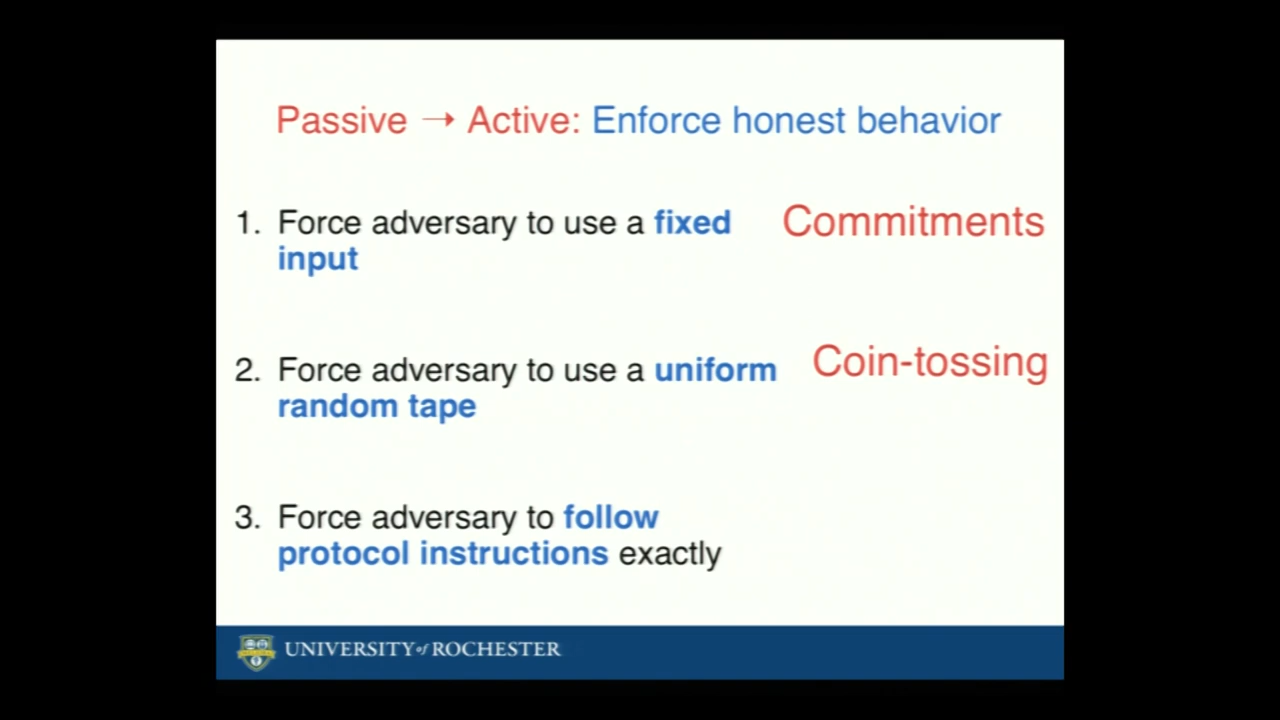 Passive → Active: Enforce honest behavior
1. Force adversary to use a fixed
input
Commitments
2. Force adversary to use a uniform
random tape
Coin-tossing
3. Force adversary to follow
protocol instructions exactly
UNIVERSITY of ROCHESTER